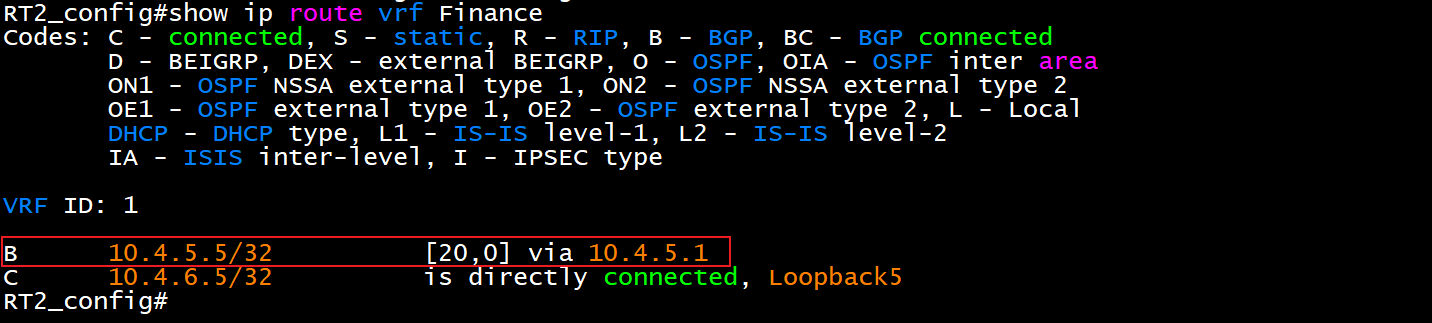 RT2_config#show ip route vrf Finance
Codes: C - connected, S - static, R - RIP, B - BGP, BC - BGP connected
       D - BEIGRP, DEX - external BEIGRP, O - OSPF, OIA - OSPF inter area
       ON1 - OSPF NSSA external type 1, ON2 - OSPF NSSA external type 2
       OE1 - OSPF external type 1, OE2 - OSPF external type 2, L - Local
       DHCP - DHCP type, L1 - IS-IS level-1, L2 - IS-IS level-2
       IA - ISIS inter-level, I - IPSEC type
VRF ID: 1
B      10.4.5.5/32          [20,0] via 10.4.5.1
C      10.4.6.5/32          is directly connected, Loopback5
RT2_config#